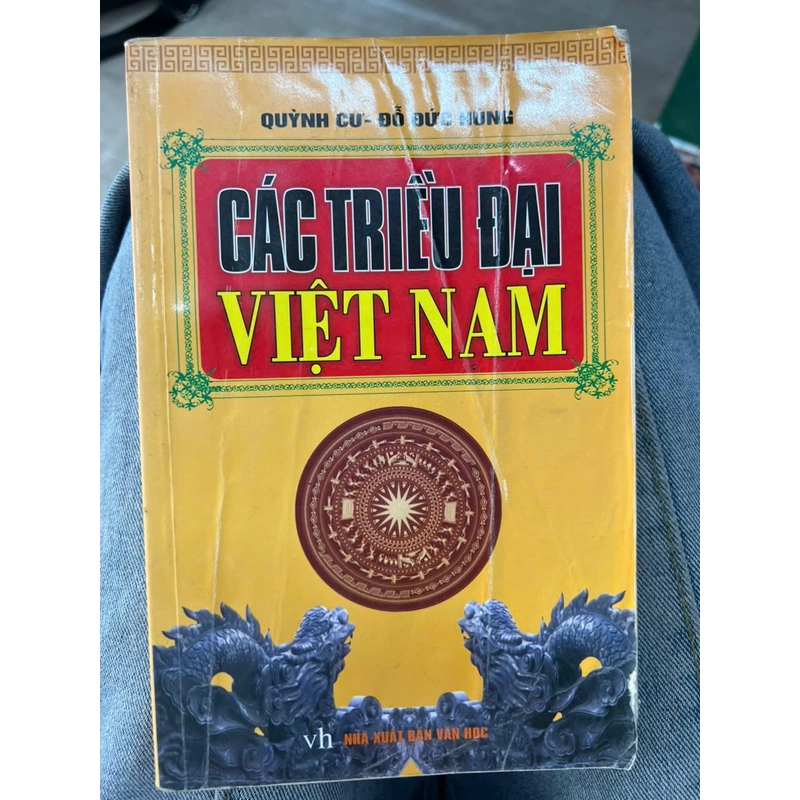 QUỲNH CƯ - ĐỖ ĐỨC HÙNG
CÁC TRIỀU ĐẠI
VIỆT NAM
vh NHÀ XUẤT BẢN VĂN HỌC